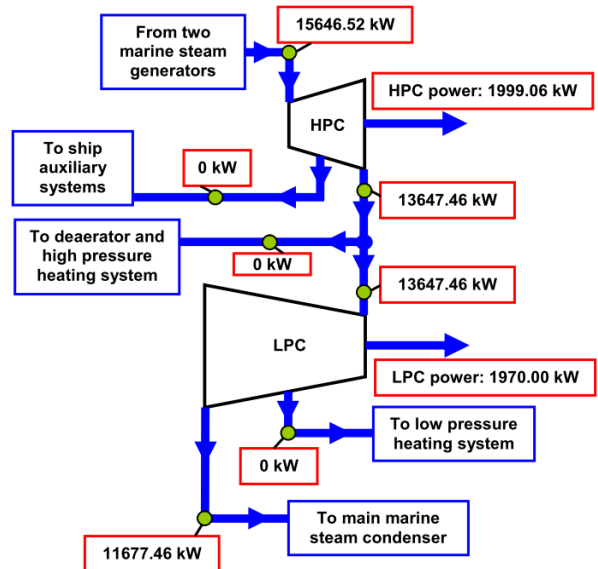 From two
marine steam
generators
15646.52 kW
HPC power: 1999.06 kW
HPC
To ship
auxiliary
systems
0 kW
13647.46 kW
To deaerator and
high pressure
heating system
0 kW
13647.46 kW
LPC
LPC power: 1970.00 kW
To low pressure
heating system
0 kW
To main marine
steam condenser
11677.46 kW